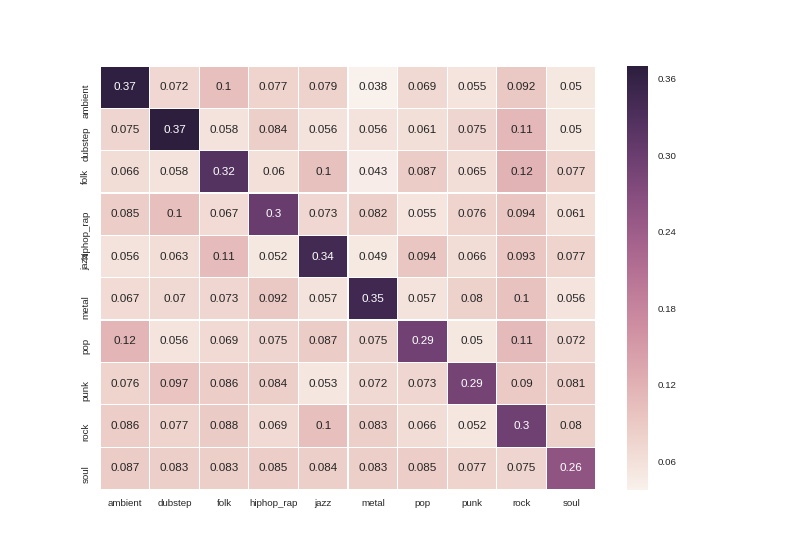 ambient 0.37 0.072 0.1 0.077 0.079 0.038 0.069 0.055 0.092 0.05
dubstep 0.075 0.37 0.058 0.084 0.056 0.056 0.061 0.075 0.11 0.05
folk 0.066 0.058 0.32 0.06 0.1 0.043 0.087 0.065 0.12 0.077
hiphop_rap 0.085 0.1 0.067 0.3 0.073 0.082 0.055 0.076 0.094 0.061
jazz 0.056 0.063 0.11 0.052 0.34 0.049 0.094 0.066 0.093 0.077
metal 0.067 0.07 0.073 0.092 0.057 0.35 0.057 0.08 0.1 0.056
pop 0.12 0.056 0.069 0.075 0.087 0.075 0.29 0.05 0.11 0.072
punk 0.076 0.097 0.086 0.084 0.053 0.072 0.073 0.29 0.09 0.081
rock 0.086 0.077 0.088 0.069 0.1 0.083 0.066 0.052 0.3 0.08
soul 0.087 0.083 0.083 0.085 0.084 0.083 0.085 0.077 0.075 0.26
ambient dubstep folk hiphop_rap jazz metal pop punk rock soul
0.36
0.30
0.24
0.18
0.12
0.06